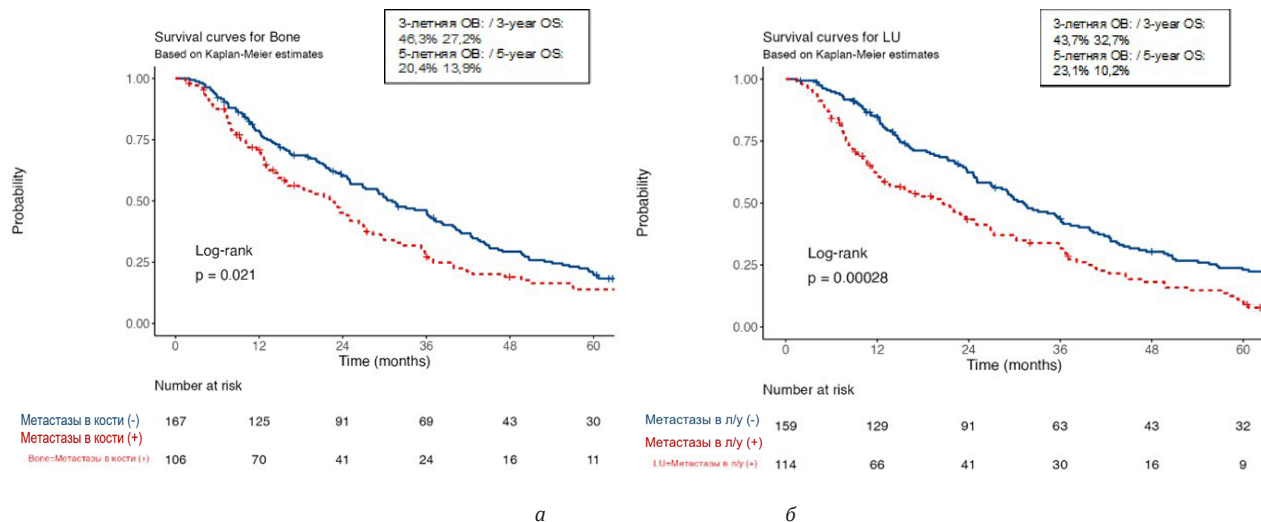 3-летняя ОВ: / 3-year OS:
46,3% 27,2%
5-летняя ОВ: / 5-year OS:
20,4% 13,9%
Survival curves for Bone
Based on Kaplan-Meier estimates
1.00
0.75
0.50
0.25
0.00
Probability
Log-rank
p = 0.021
0 12 24 36 48 60
Time (months)
Number at risk
Метастазы в кости (-) 167 125 91 69 43 30
Метастазы в кости (+)
Bone=Метастазы в кости (+) 106 70 41 24 16 11
а
3-летняя ОВ: / 3-year OS:
43,7% 32,7%
5-летняя ОВ: / 5-year OS:
23,1% 10,2%
Survival curves for LU
Based on Kaplan-Meier estimates
1.00
0.75
0.50
0.25
0.00
Probability
Log-rank
p = 0.00028
0 12 24 36 48 60
Time (months)
Number at risk
Метастазы в л/у (-) 159 129 91 63 43 32
Метастазы в л/у (+)
LU=Метастазы в л/у (+) 114 66 41 30 16 9
б